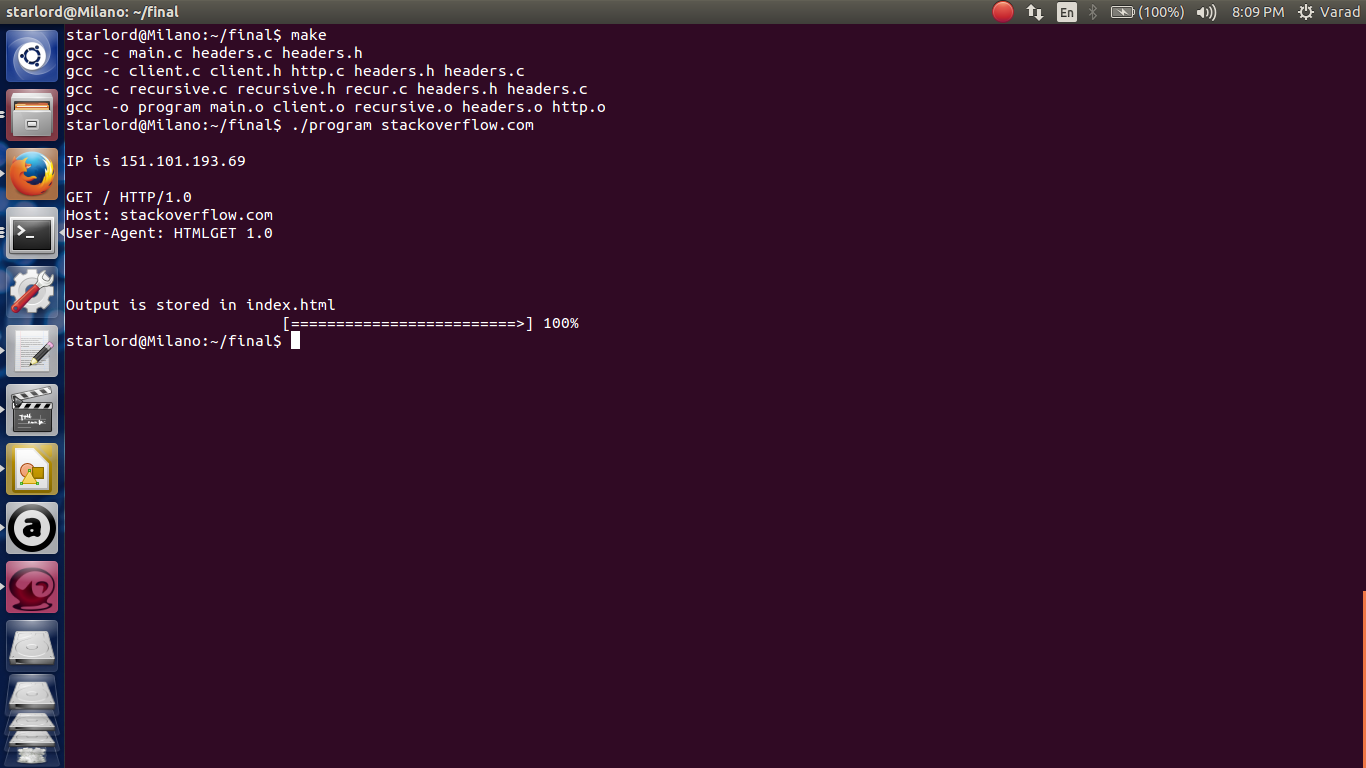 starlord@Milano: ~/final
En
(100%)
8:09 PM
Varad
starlord@Milano:~/final$ make
gcc -c main.c headers.c headers.h
gcc -c client.c client.h http.c headers.h headers.c
gcc -c recursive.c recursive.h recur.c headers.h headers.c
gcc  -o program main.o client.o recursive.o headers.o http.o
starlord@Milano:~/final$ ./program stackoverflow.com
IP is 151.101.193.69
GET / HTTP/1.0
Host: stackoverflow.com
User-Agent: HTMLGET 1.0
Output is stored in index.html
[=========================>] 100%
starlord@Milano:~/final$
>_
a